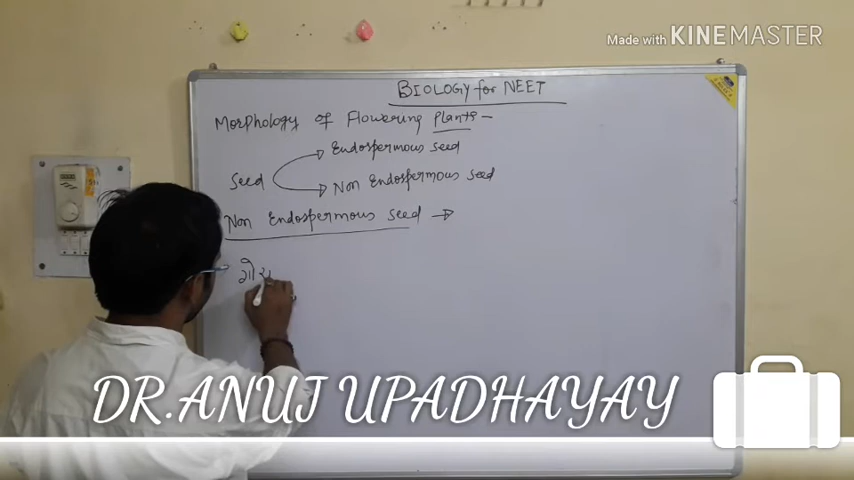 Made with KINEMASTER
BIOLOGY for NEET
Morphology of Flowering Plants -
Endospermous seed
Seed
Non Endospermous seed
Non Endospermous seed →
DR.ANUJ UPADHAYAY